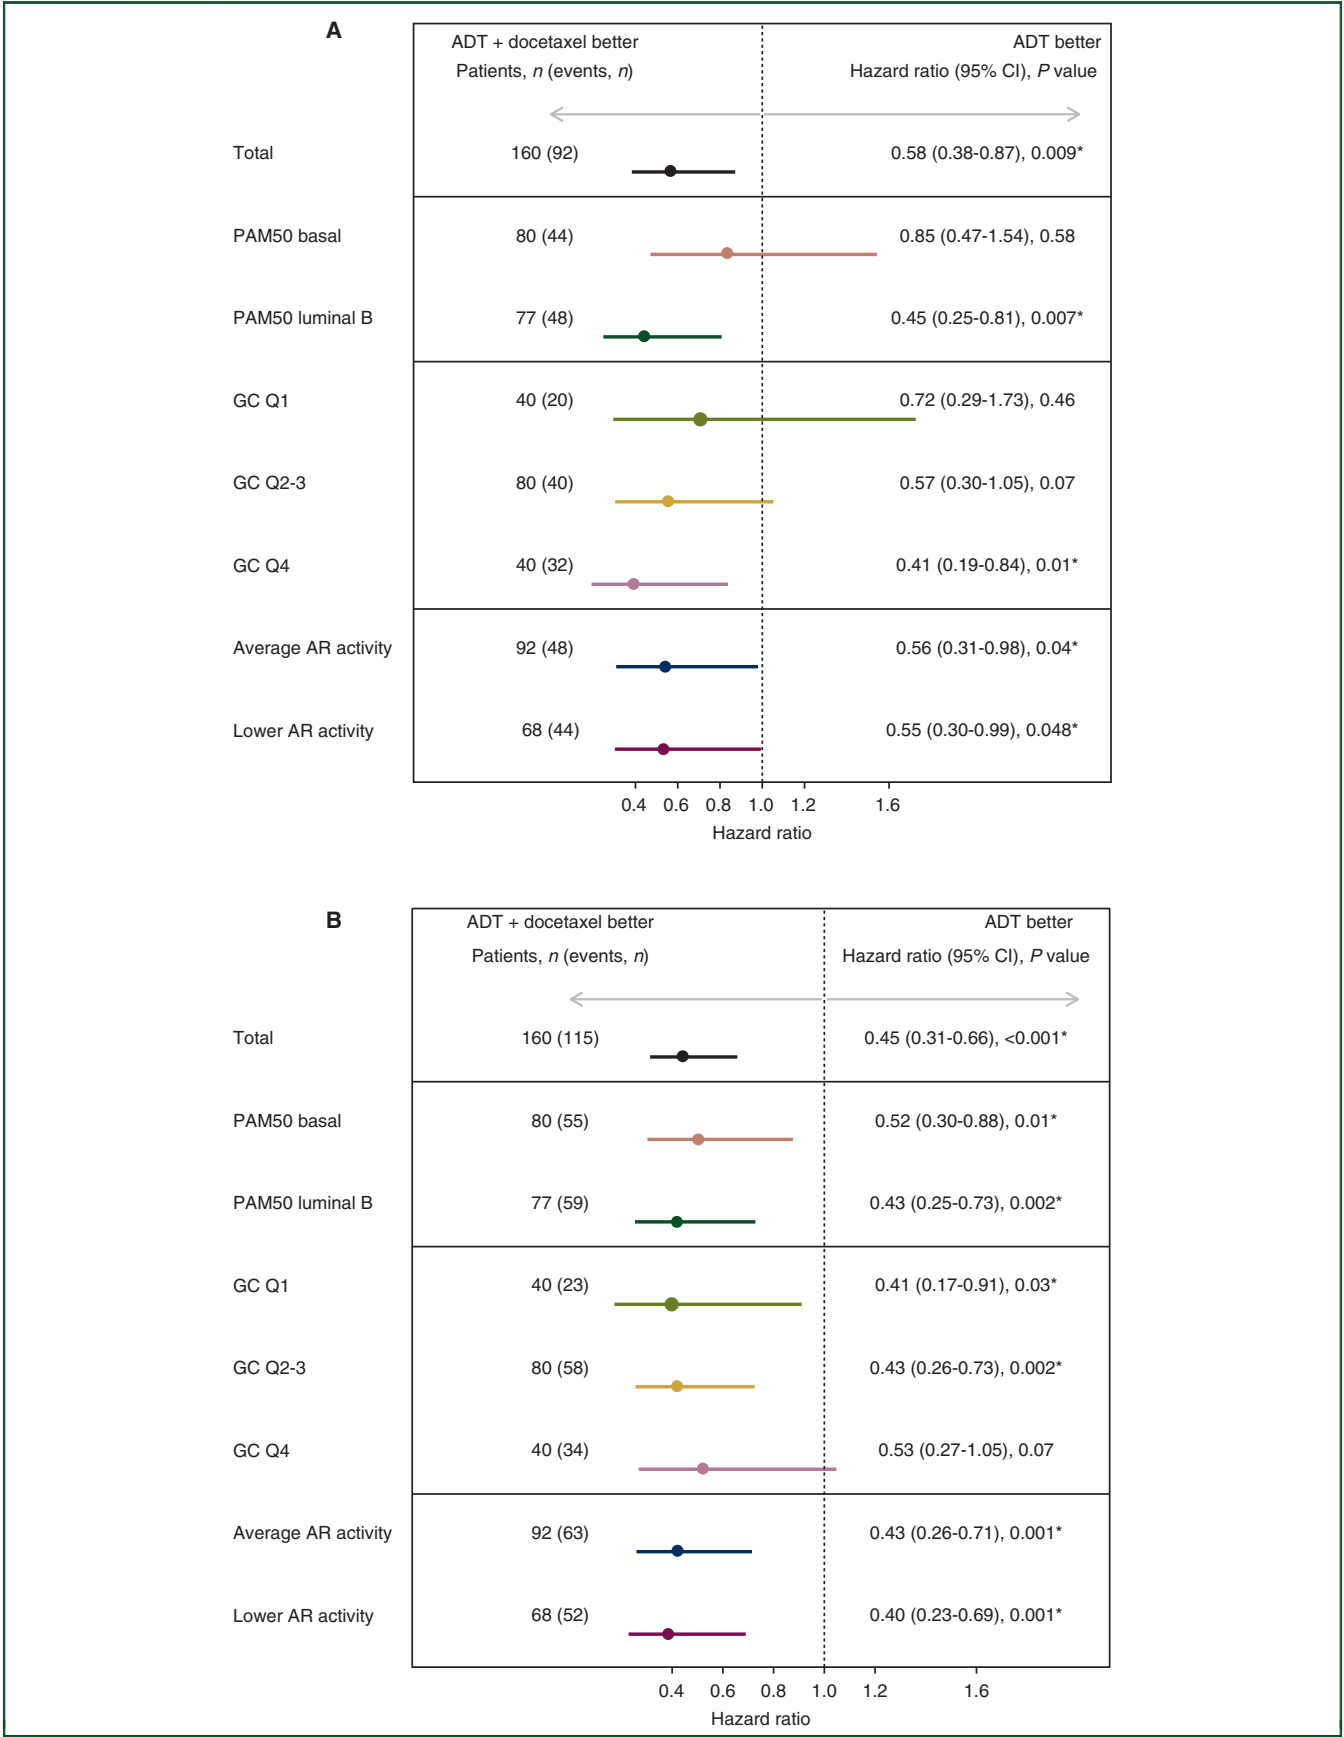 A
ADT + docetaxel better ADT better
Patients, n (events, n) Hazard ratio (95% CI), P value
Total 160 (92) 0.58 (0.38-0.87), 0.009*
PAM50 basal 80 (44) 0.85 (0.47-1.54), 0.58
PAM50 luminal B 77 (48) 0.45 (0.25-0.81), 0.007*
GC Q1 40 (20) 0.72 (0.29-1.73), 0.46
GC Q2-3 80 (40) 0.57 (0.30-1.05), 0.07
GC Q4 40 (32) 0.41 (0.19-0.84), 0.01*
Average AR activity 92 (48) 0.56 (0.31-0.98), 0.04*
Lower AR activity 68 (44) 0.55 (0.30-0.99), 0.048*
0.4 0.6 0.8 1.0 1.2 1.6
Hazard ratio
B
ADT + docetaxel better ADT better
Patients, n (events, n) Hazard ratio (95% CI), P value
Total 160 (115) 0.45 (0.31-0.66), <0.001*
PAM50 basal 80 (55) 0.52 (0.30-0.88), 0.01*
PAM50 luminal B 77 (59) 0.43 (0.25-0.73), 0.002*
GC Q1 40 (23) 0.41 (0.17-0.91), 0.03*
GC Q2-3 80 (58) 0.43 (0.26-0.73), 0.002*
GC Q4 40 (34) 0.53 (0.27-1.05), 0.07
Average AR activity 92 (63) 0.43 (0.26-0.71), 0.001*
Lower AR activity 68 (52) 0.40 (0.23-0.69), 0.001*
0.4 0.6 0.8 1.0 1.2 1.6
Hazard ratio